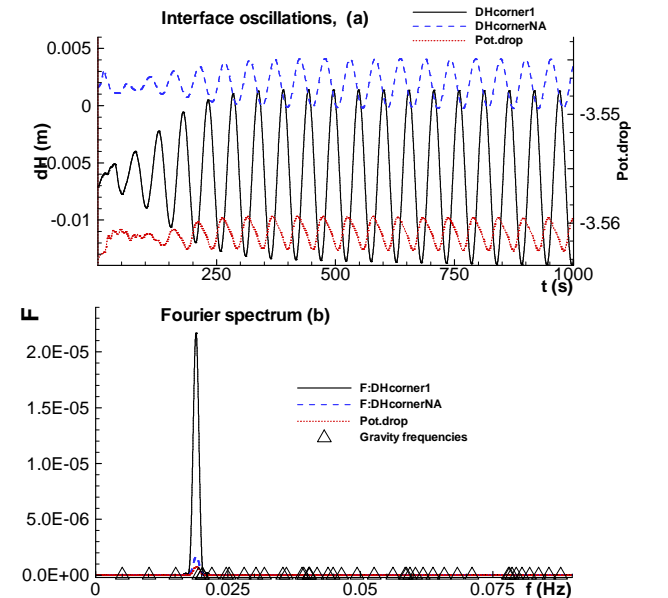 Interface oscillations, (a)
DHcorner1
DHcornerNA
Pot.drop
0.005
0
0.005
-0.01
dH (m)
-3.55
-3.56
Pot.drop
250
500
750
1000
t (s)
F
Fourier spectrum (b)
2.0E-05
1.5E-05
1.0E-05
5.0E-06
0.0E+00
F:DHcorner1
F:DHcornerNA
Pot.drop
Gravity frequencies
0
0.025
0.05
0.075
f (Hz)